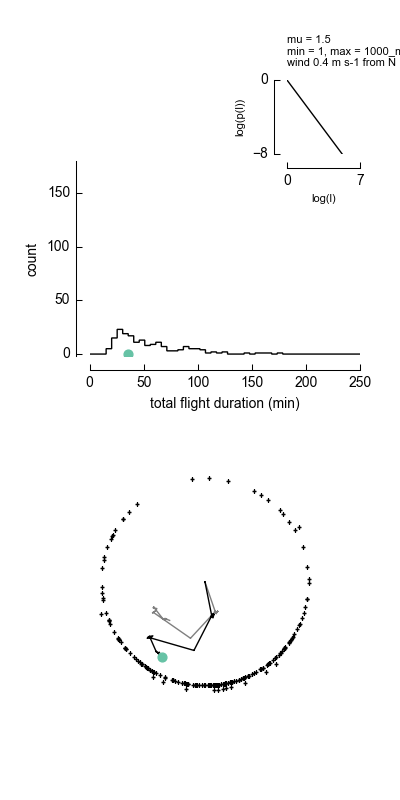 mu = 1.5
min = 1, max = 1000_m
wind 0.4 m s-1 from N
0
log(p(l))
−8
0 7
log(l)
150
100
count
50
0
0 50 100 150 200 250
total flight duration (min)